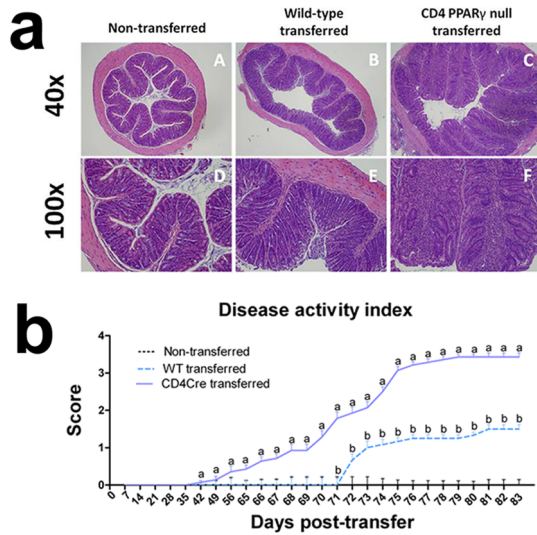 a
Non-transferred
Wild-type
transferred
CD4 PPARγ null
transferred
40x
A
B
C
100x
D
E
F
b
Disease activity index
Non-transferred
WT transferred
CD4Cre transferred
Score
4
3
2
1
0
a a a a a a a a a a a a a a a a a a a a a a
b b b b b b b b b b b b b
0 7 14 21 28 35 42 49 56 65 66 67 68 69 70 71 72 73 74 75 76 77 78 79 80 81 82 83
Days post-transfer